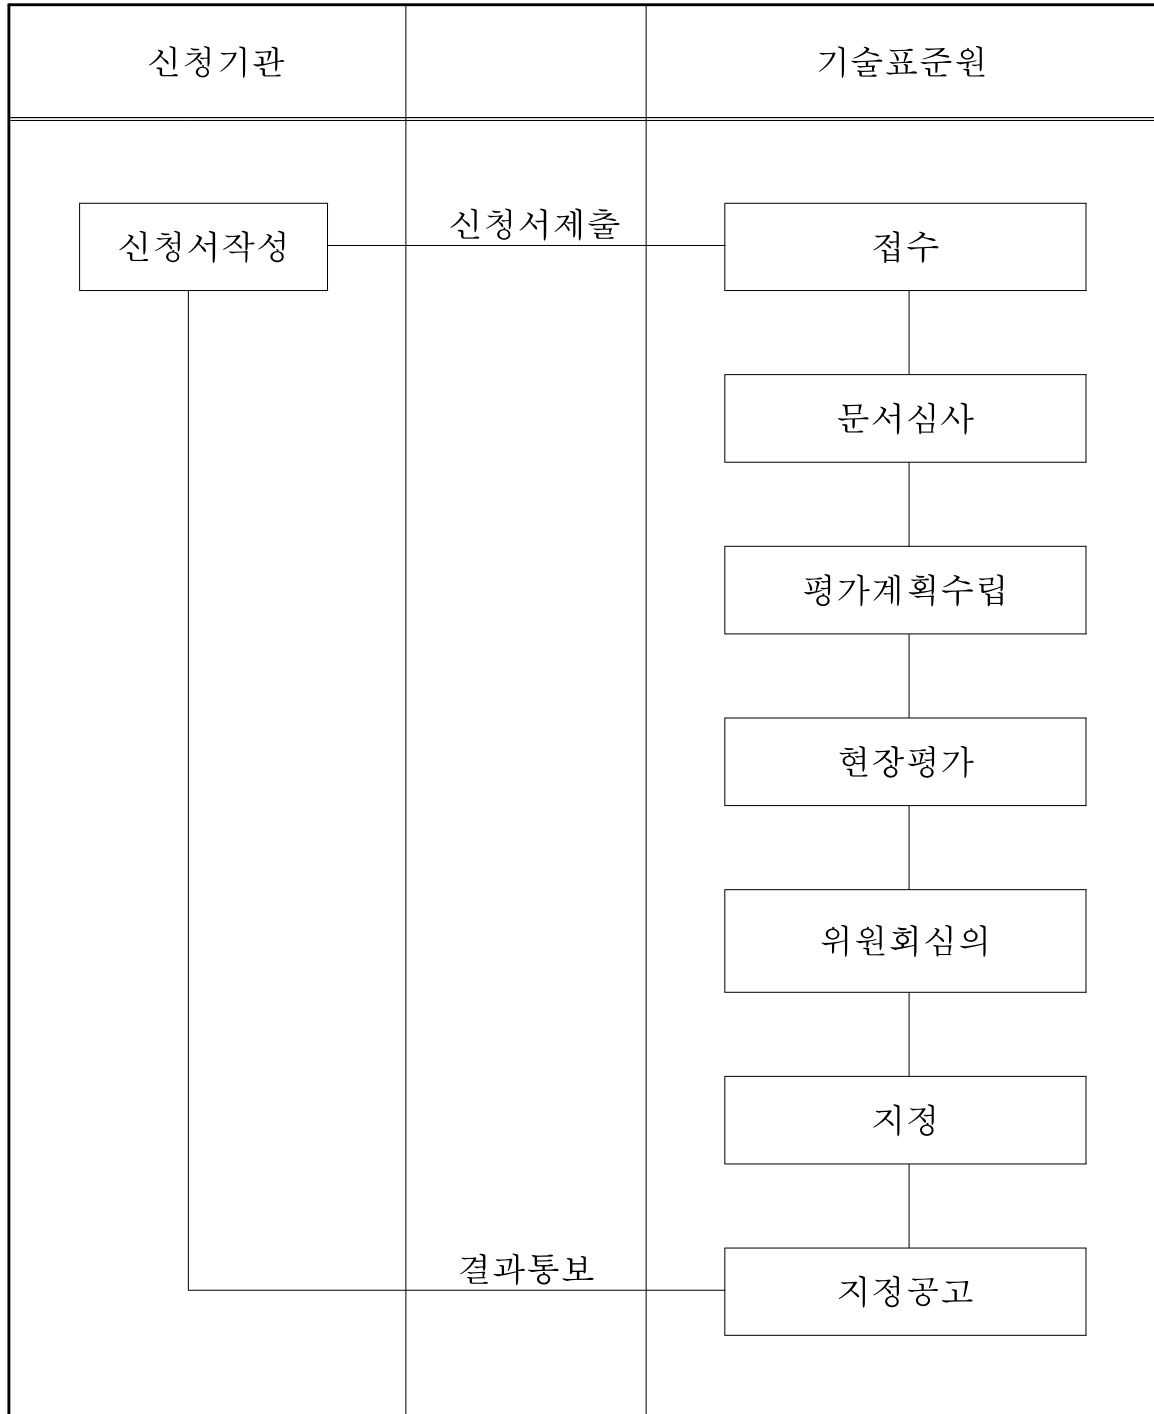 신청기관
기술표준원
신청서작성
신청서제출
접수
문서심사
평가계획수립
현장평가
위원회심의
지정
결과통보
지정공고